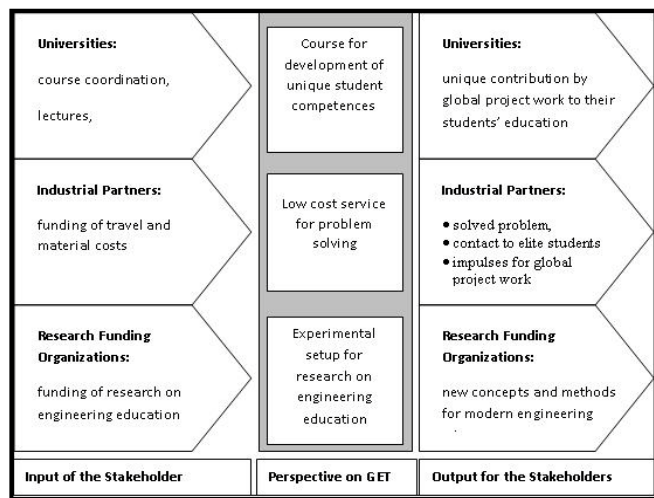 Universities:
course coordination,
lectures,
Course for
development of
unique student
competences
Universities:
unique contribution by
global project work to their
students' education
Industrial Partners:
funding of travel and
material costs
Low cost service
for problem
solving
Industrial Partners:
• solved problem,
• contact to elite students
• impulses for global
project work
Research Funding
Organizations:
funding of research on
engineering education
Experimental
setup for
research on
engineering
education
Research Funding
Organizations:
new concepts and methods
for modern engineering
Input of the Stakeholder
Perspective on GET
Output for the Stakeholders